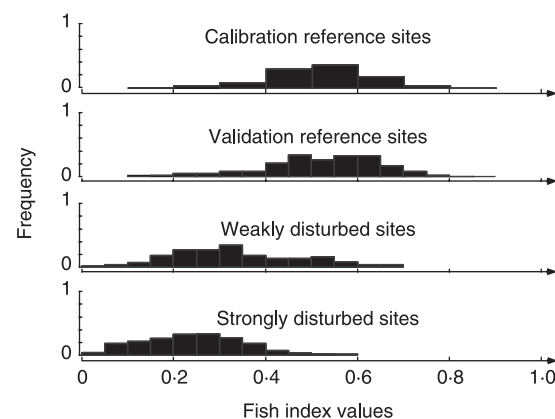 1
Calibration reference sites
0
1
Validation reference sites
0
Frequency
1
Weakly disturbed sites
0
1
Strongly disturbed sites
0
0 0·2 0·4 0·6 0·8 1·0
Fish index values